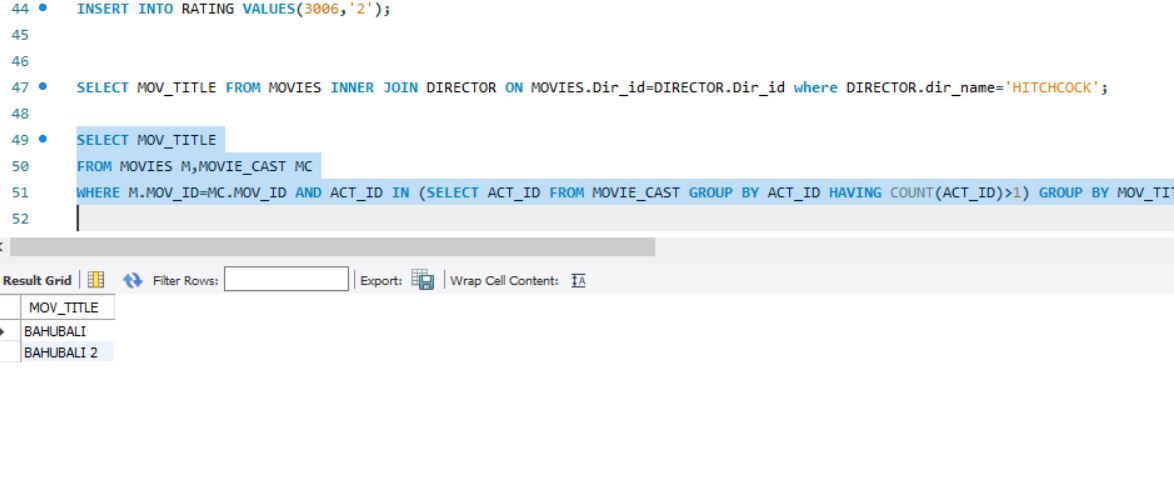 44 INSERT INTO RATING VALUES(3006,'2');
45
46
47 SELECT MOV_TITLE FROM MOVIES INNER JOIN DIRECTOR ON MOVIES.Dir_id=DIRECTOR.Dir_id where DIRECTOR.dir_name='HITCHCOCK';
48
49 SELECT MOV_TITLE
50 FROM MOVIES M,MOVIE_CAST MC
51 WHERE M.MOV_ID=MC.MOV_ID AND ACT_ID IN (SELECT ACT_ID FROM MOVIE_CAST GROUP BY ACT_ID HAVING COUNT(ACT_ID)>1) GROUP BY MOV_TIT
52
Result Grid Filter Rows: Export: Wrap Cell Content:
MOV_TITLE
BAHUBALI
BAHUBALI 2